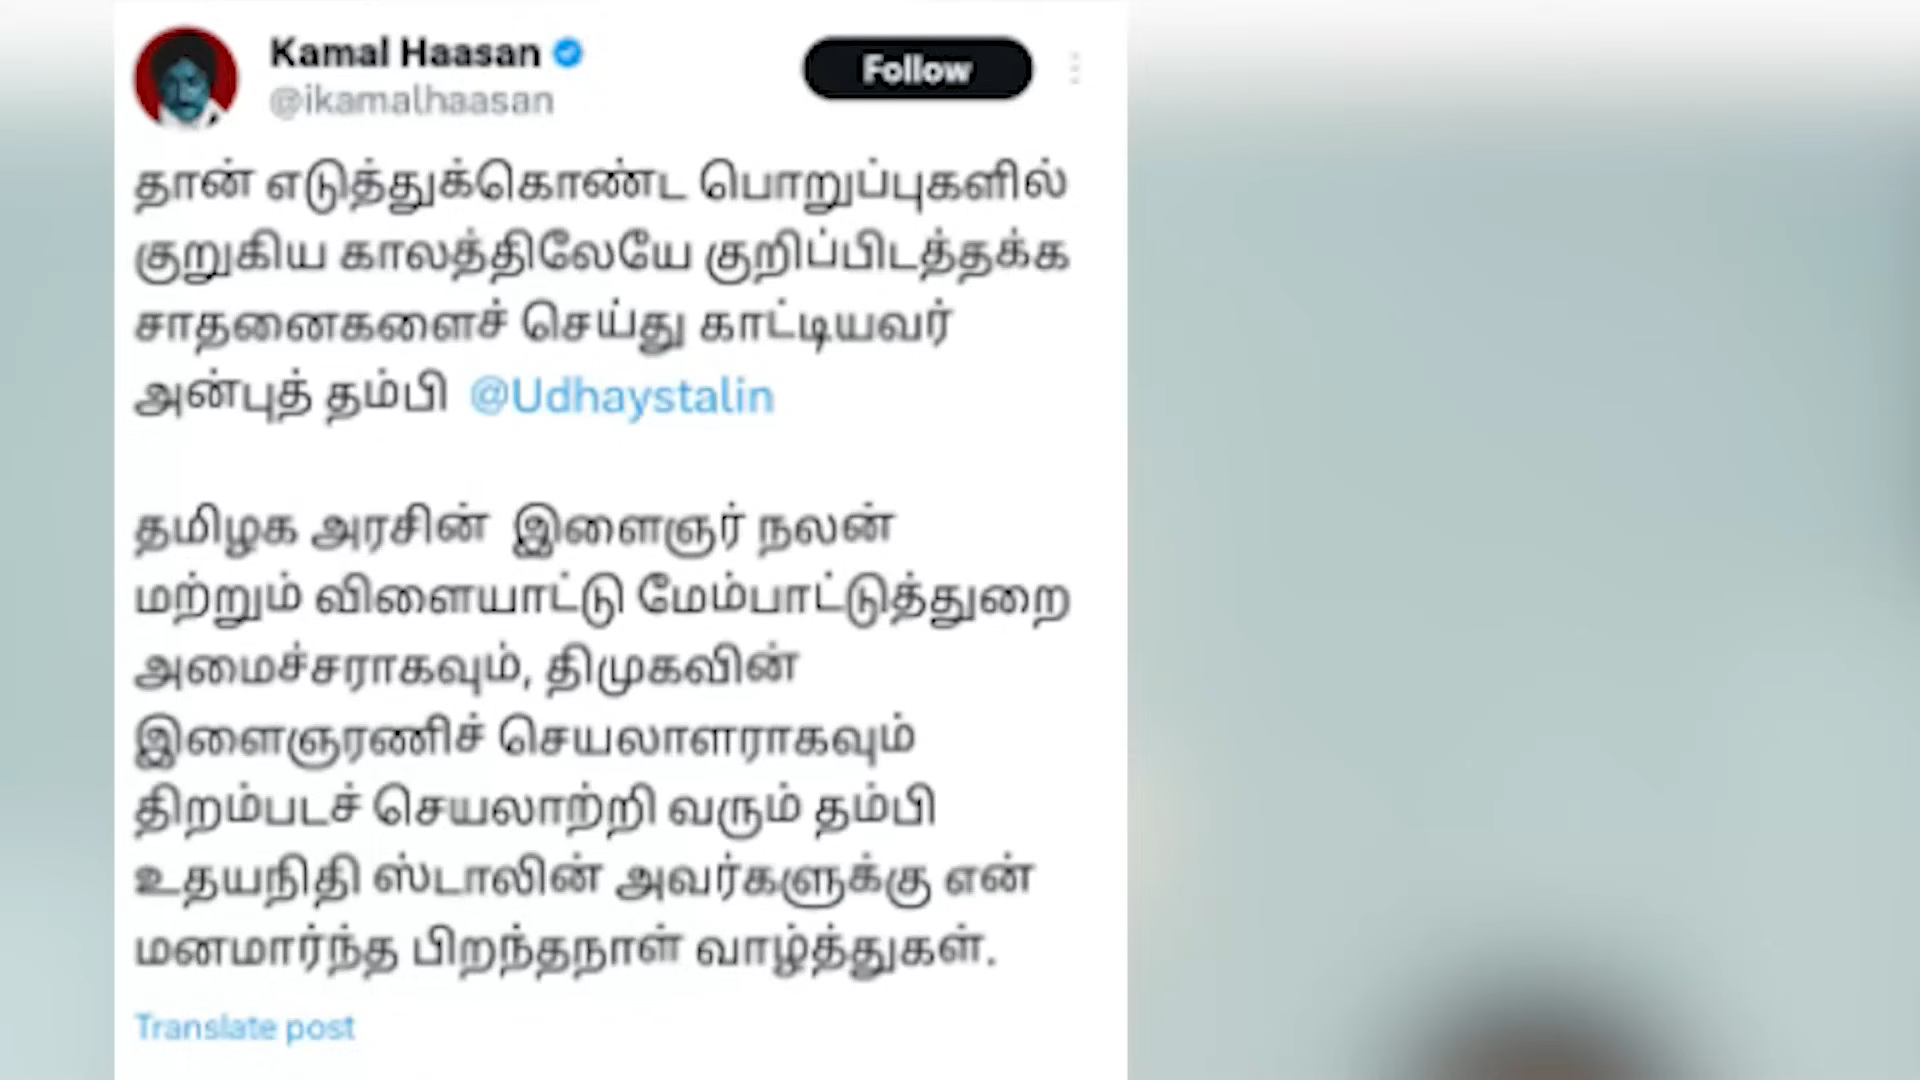 Kamal Haasan
Follow
@ikamalhaasan
தான் எடுத்துக்கொண்ட பொறுப்புகளில்
குறுகிய காலத்திலேயே குறிப்பிடத்தக்க
சாதனைகளைச் செய்து காட்டியவர்
அன்புத் தம்பி @Udhaystalin
தமிழக அரசின் இளைஞர் நலன்
மற்றும் விளையாட்டு மேம்பாட்டுத்துறை
அமைச்சராகவும், திமுகவின்
இளைஞரணிச் செயலாளராகவும்
திறம்படச் செயலாற்றி வரும் தம்பி
உதயநிதி ஸ்டாலின் அவர்களுக்கு என்
மனமார்ந்த பிறந்தநாள் வாழ்த்துகள்.
Translate post